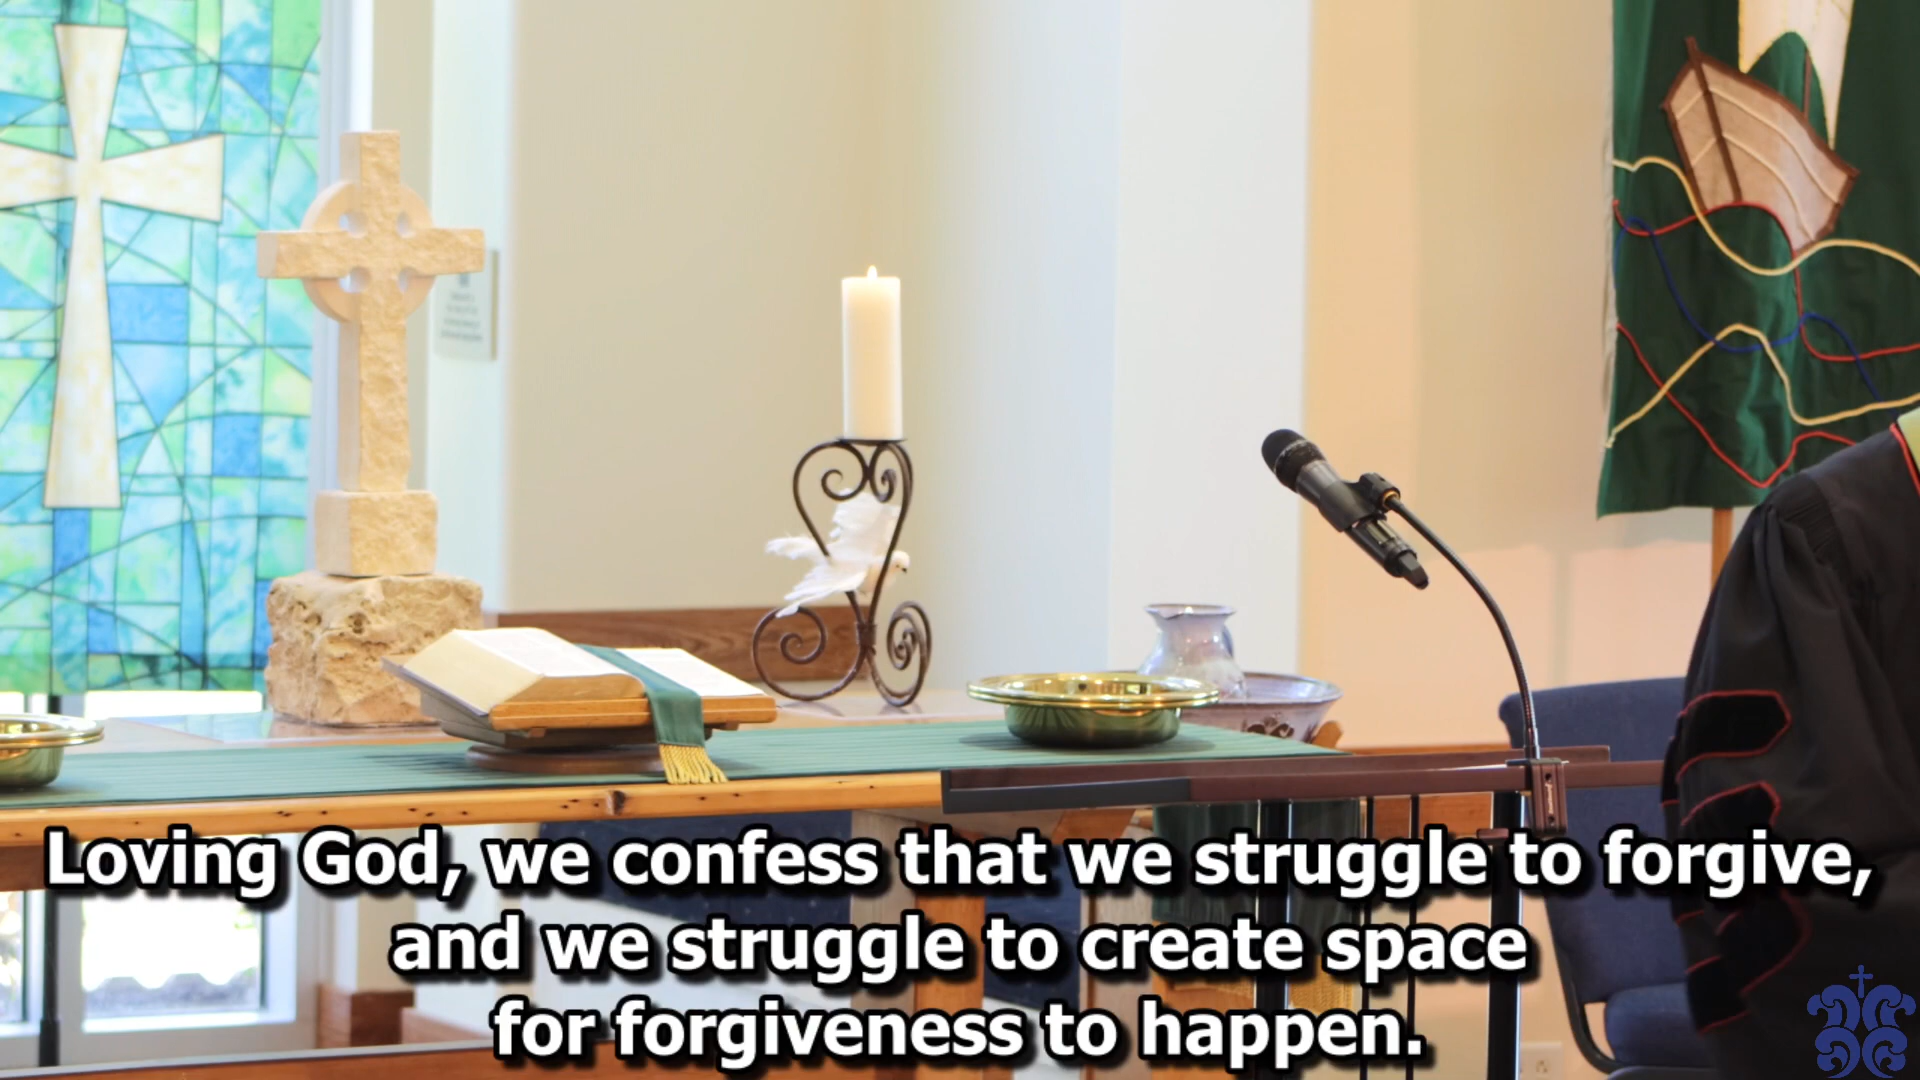 Loving God, we confess that we struggle to forgive,
and we struggle to create space
for forgiveness to happen.